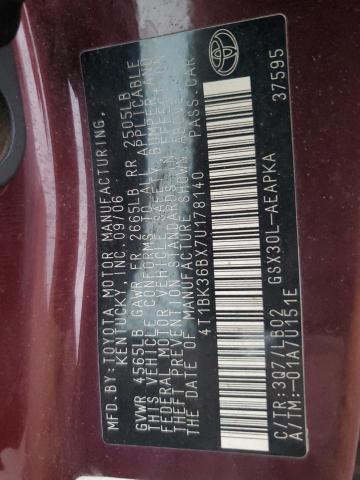 MFD.BY:TOYOTA MOTOR MANUFACTURING,
KENTUCKY, INC.09/06
GVWR 4565LB GAWR FR 2665LB RR 2505LB
THIS VEHICLE CONFORMS TO ALL APPLICABLE
FEDERAL MOTOR VEHICLE SAFETY, BUMPER, AND
THEFT PREVENTION STANDARDS IN EFFECT ON
THE DATE OF MANUFACTURE SHOWN ABOVE.
4T1BK36BX7U178140 PASS.CAR
C/TR:3Q7/LB02 GSX30L-AEAPKA
A/TM:-01A/U151E 37595